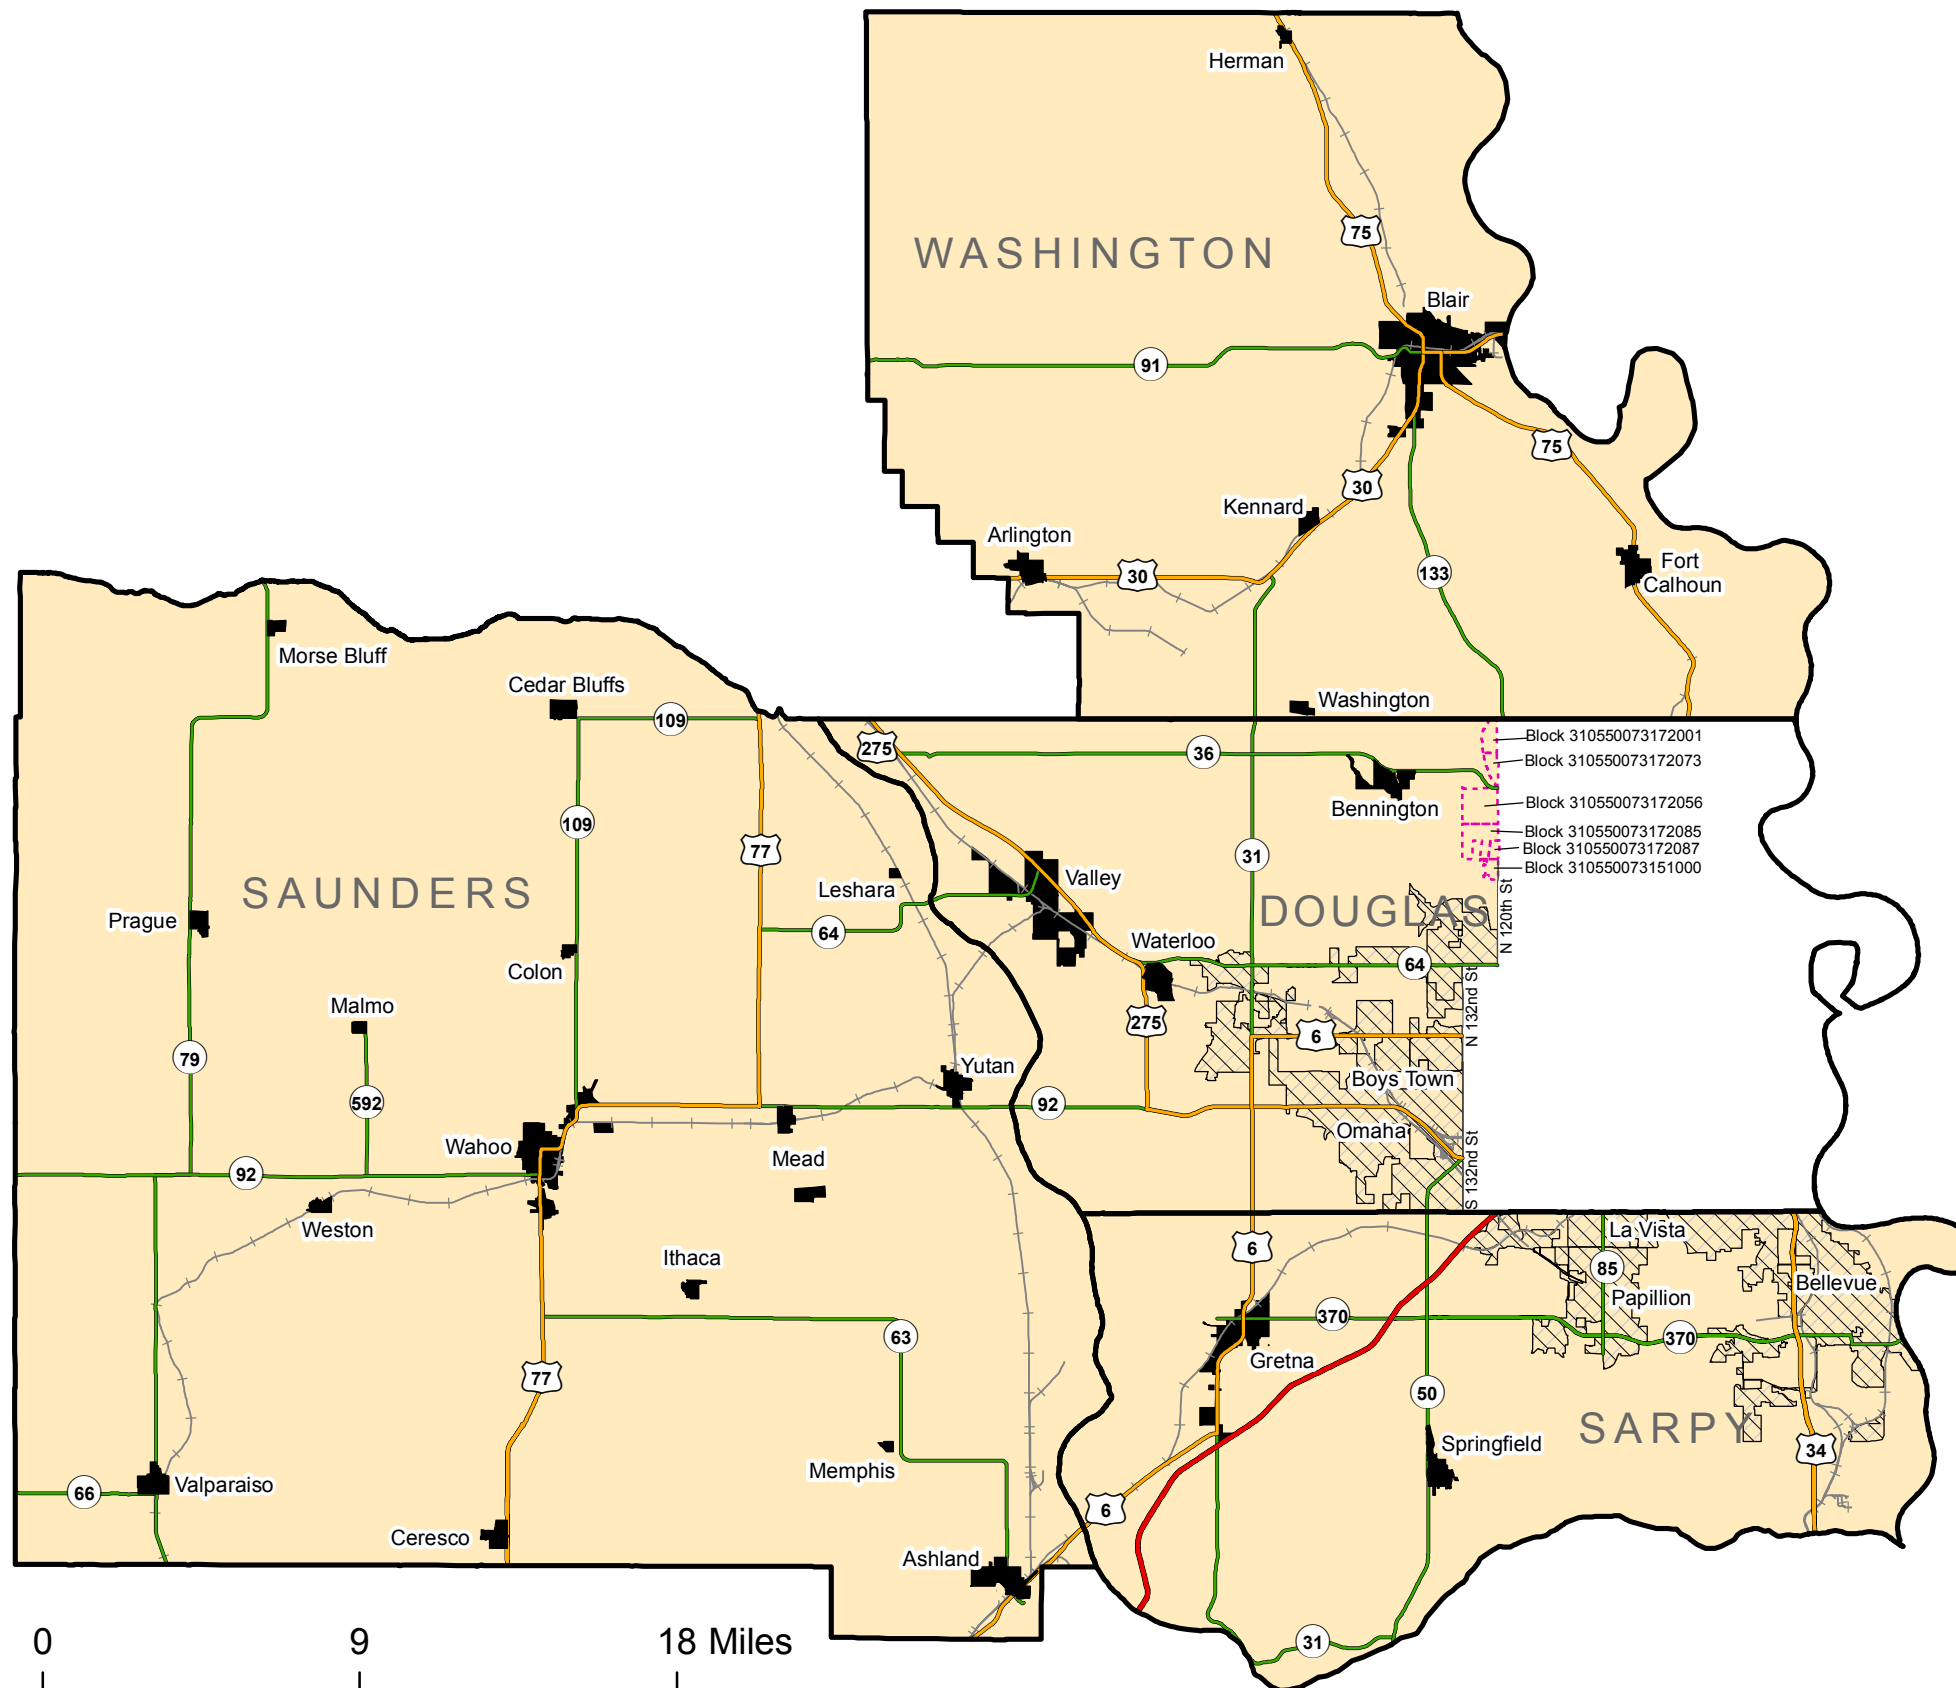 Herman
75
WASHINGTON
Blair
91
75
30
Kennard
Arlington
30
133
Fort
Calhoun
Morse Bluff
Cedar Bluffs
109
Washington
275
36
Block 310550073172001
Block 310550073172073
Bennington
Block 310550073172056
109
77
31
Block 310550073172085
Block 310550073172087
Block 310550073151000
SAUNDERS
Leshara
Valley
DOUGLAS
N 120th St
Prague
64
Waterloo
Colon
64
Malmo
275
6
N 132nd St
79
Yutan
Boys Town
592
92
Omaha
S 132nd St
Wahoo
Mead
92
Weston
La Vista
Ithaca
6
85
Bellevue
Papillion
63
370
370
Gretna
77
50
SARPY
Springfield
34
Memphis
Valparaiso
66
6
Ceresco
Ashland
31
0 9 18 Miles